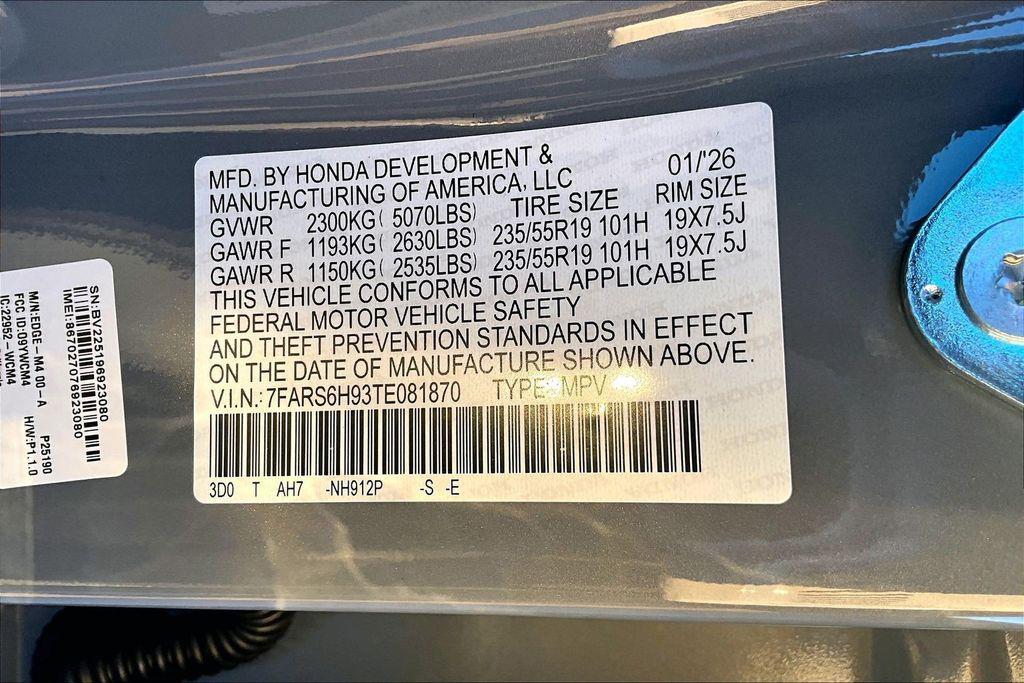 MFD. BY HONDA DEVELOPMENT & 01/'26
MANUFACTURING OF AMERICA, LLC
GVWR 2300KG( 5070LBS) TIRE SIZE RIM SIZE
GAWR F 1193KG( 2630LBS) 235/55R19 101H 19X7.5J
GAWR R 1150KG( 2535LBS) 235/55R19 101H 19X7.5J
THIS VEHICLE CONFORMS TO ALL APPLICABLE
FEDERAL MOTOR VEHICLE SAFETY
AND THEFT PREVENTION STANDARDS IN EFFECT
ON THE DATE OF MANUFACTURE SHOWN ABOVE.
V.I.N.:7FARS6H93TE081870 TYPE: MPV
3D0 T AH7 -NH912P -S -E
SN:BV225196923080
IMEI:867027076923080
P25190
M/N:EDGE-M4 00-A H/W:P1.1.0
FCC ID:09YWCM4
IC:22952-WCM4